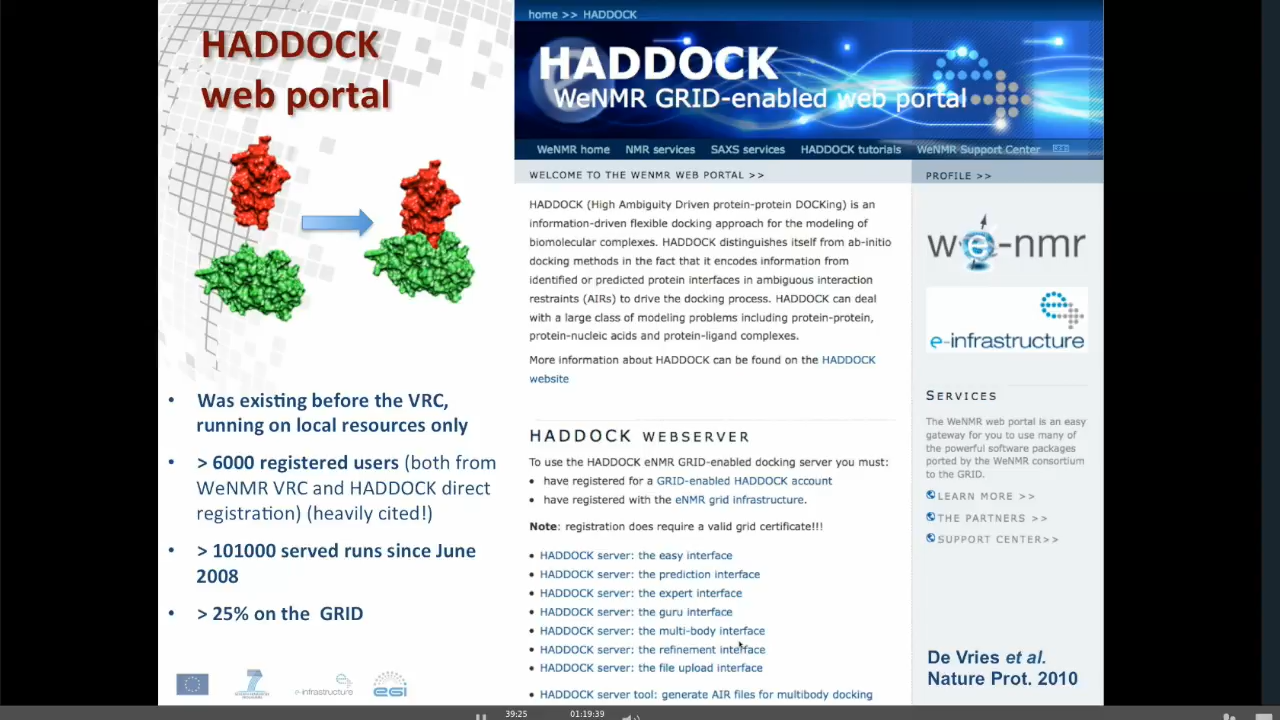 HADDOCK
web portal
• Was existing before the VRC,
running on local resources only
• > 6000 registered users (both from
WeNMR VRC and HADDOCK direct
registration) (heavily cited!)
• > 101000 served runs since June
2008
• > 25% on the GRID
e-infrastructure
egi
home >> HADDOCK
HADDOCK
WeNMR GRID-enabled web portal
WeNMR home NMR services SAXS services HADDOCK tutorials WeNMR Support Center
WELCOME TO THE WENMR WEB PORTAL >>
HADDOCK (High Ambiguity Driven protein-protein DOCKing) is an
information-driven flexible docking approach for the modeling of
biomolecular complexes. HADDOCK distinguishes itself from ab-initio
docking methods in the fact that it encodes information from
identified or predicted protein interfaces in ambiguous interaction
restraints (AIRs) to drive the docking process. HADDOCK can deal
with a large class of modeling problems including protein-protein,
protein-nucleic acids and protein-ligand complexes.
More information about HADDOCK can be found on the HADDOCK
website
HADDOCK WEBSERVER
To use the HADDOCK eNMR GRID-enabled docking server you must:
• have registered for a GRID-enabled HADDOCK account
• have registered with the eNMR grid infrastructure.
Note: registration does require a valid grid certificate!!!
• HADDOCK server: the easy interface
• HADDOCK server: the prediction interface
• HADDOCK server: the expert interface
• HADDOCK server: the guru interface
• HADDOCK server: the multi-body interface
• HADDOCK server: the refinement interface
• HADDOCK server: the file upload interface
• HADDOCK server tool: generate AIR files for multibody docking
PROFILE >>
we-nmr
e-infrastructure
SERVICES
The WeNMR web portal is an easy
gateway for you to use many of
the powerful software packages
ported by the WeNMR consortium
to the GRID.
LEARN MORE >>
THE PARTNERS >>
SUPPORT CENTER>>
De Vries et al.
Nature Prot. 2010
39:25 01:19:39